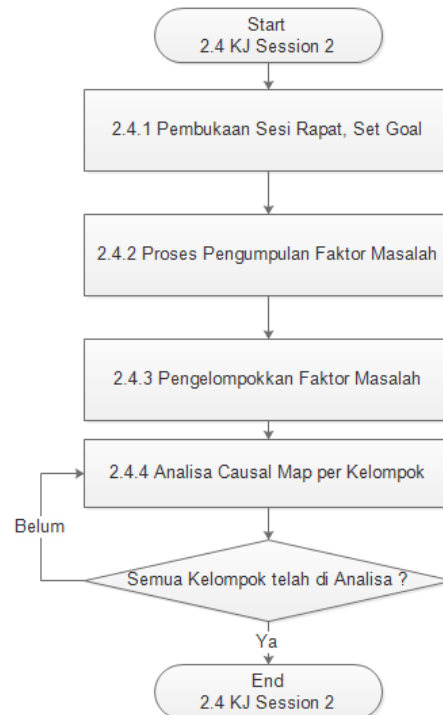 Start
2.4 KJ Session 2
2.4.1 Pembukaan Sesi Rapat, Set Goal
2.4.2 Proses Pengumpulan Faktor Masalah
2.4.3 Pengelompokkan Faktor Masalah
2.4.4 Analisa Causal Map per Kelompok
Belum
Semua Kelompok telah di Analisa ?
Ya
End
2.4 KJ Session 2